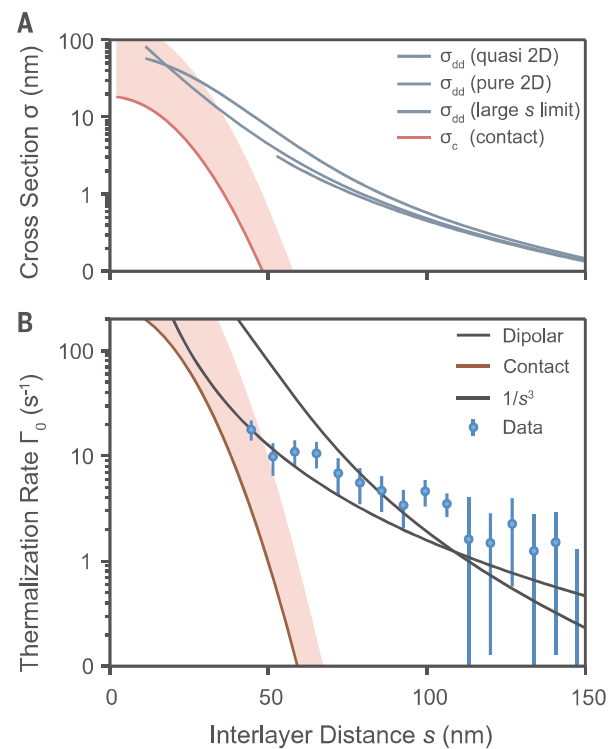 A
Cross Section σ (nm)
100
10
1
0
σdd (quasi 2D)
σdd (pure 2D)
σdd (large s limit)
σc (contact)
B
Thermalization Rate Γ0 (s-1)
100
10
1
0
Dipolar
Contact
1/s3
Data
0 50 100 150
Interlayer Distance s (nm)